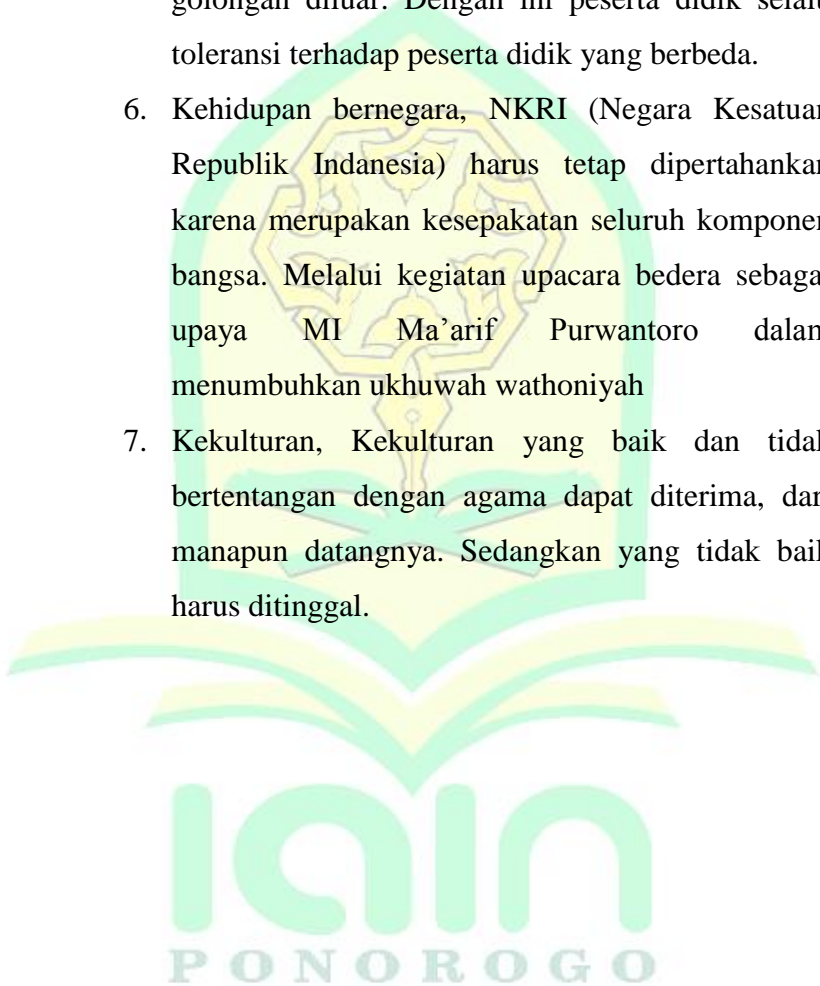 golongan diluar. Dengan ini peserta didik
toleransi terhadap peserta didik yang berbeda.
6. Kehidupan bernegara, NKRI (Negara Kesatuan
Republik Indanesia) harus tetap dipertahankan
karena merupakan kesepakatan seluruh komponen
bangsa. Melalui kegiatan upacara bedera sebagai
upaya MI Ma’arif Purwantoro dalam
menumbuhkan ukhuwah wathoniyah
7. Kekulturan, Kekulturan yang baik dan tidak
bertentangan dengan agama dapat diterima,
manapun datangnya. Sedangkan yang tidak baik
harus ditinggal.
iain
PONOROGO